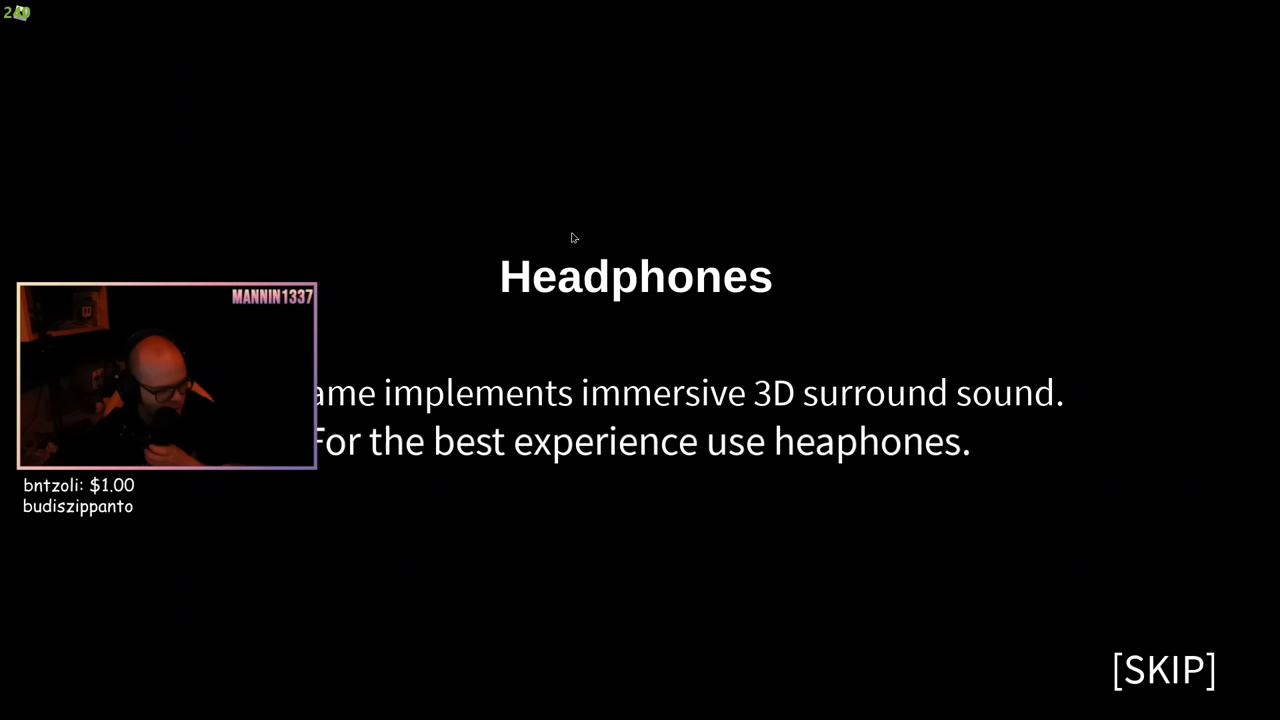 Headphones
MANNIN1337
ame implements immersive 3D surround sound.
For the best experience use heaphones.
bntzoli: $1.00
budiszippanto
[SKIP]